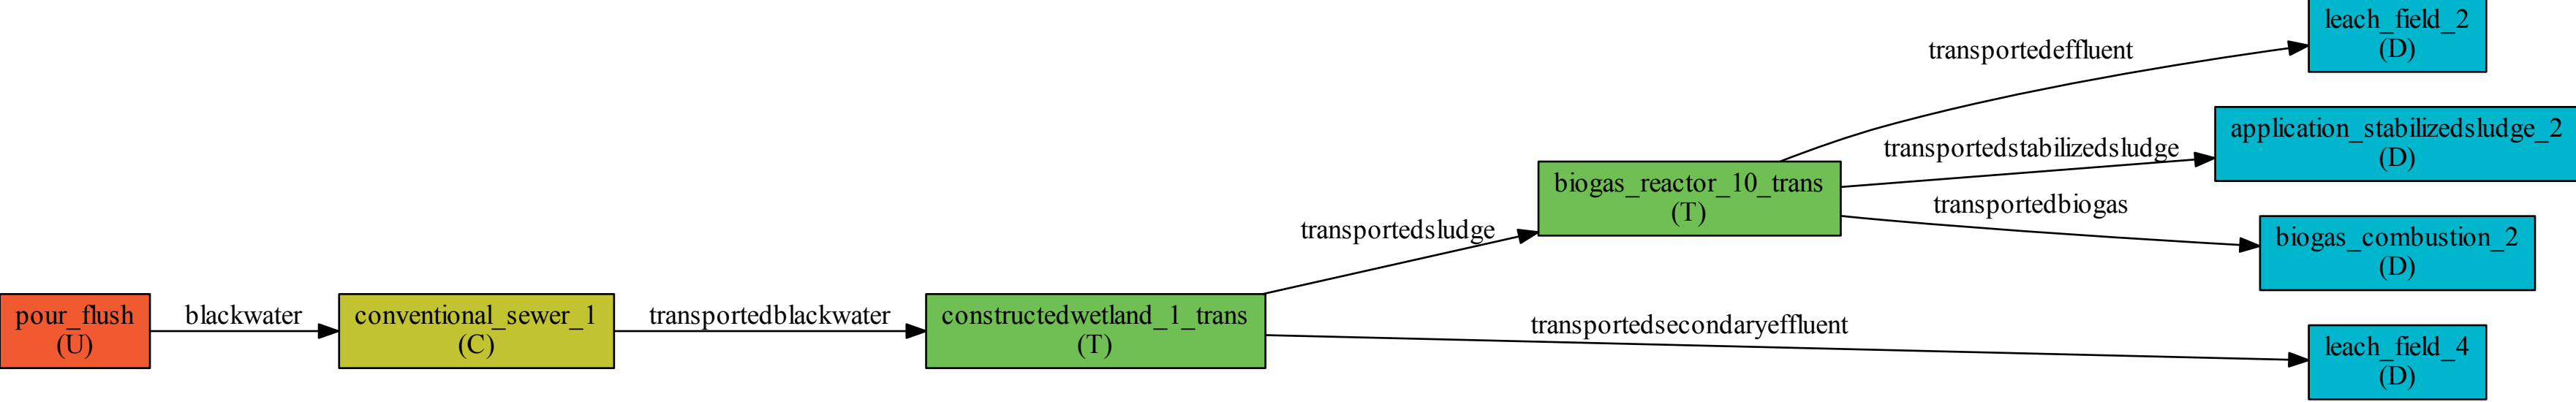 pour_flush
(U)
blackwater
conventional_sewer_1
(C)
transportedblackwater
constructedwetland_1_trans
(T)
transportedsludge
biogas_reactor_10_trans
(T)
transportedeffluent
leach_field_2
(D)
transportedstabilizedsludge
application_stabilizedsludge_2
(D)
transportedbiogas
biogas_combustion_2
(D)
transportedsecondaryeffluent
leach_field_4
(D)